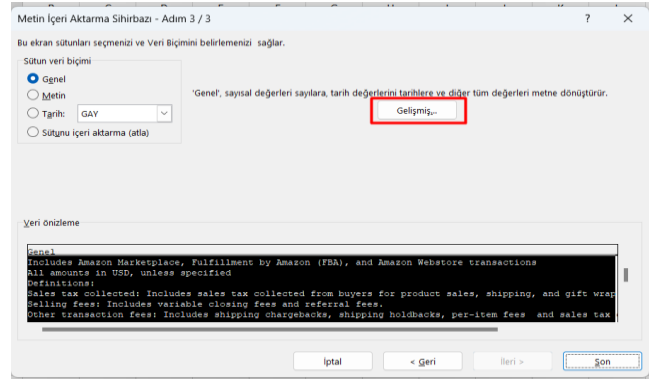 Metin İçeri Aktarma Sihirbazı - Adım 3 / 3
? ×
Bu ekran sütunları seçmenizi ve Veri Biçimini belirlemenizi sağlar.
Sütun veri biçimi
Genel
Metin
Tarih: GAY
Sütunu içeri aktarma (atla)
'Genel', sayısal değerleri sayılara, tarih değerlerini tarihlere ve diğer tüm değerleri metne dönüştürür.
Gelişmiş...
Veri önizleme
Genel
Includes Amazon Marketplace, Fulfillment by Amazon (FBA), and Amazon Webstore transactions
All amounts in USD, unless specified
Definitions:
Sales tax collected: Includes sales tax collected from buyers for product sales, shipping, and gift wrap
Selling fees: Includes variable closing fees and referral fees.
Other transaction fees: Includes shipping chargebacks, shipping holdbacks, per-item fees and sales tax
İptal
< Geri
İleri >
Son